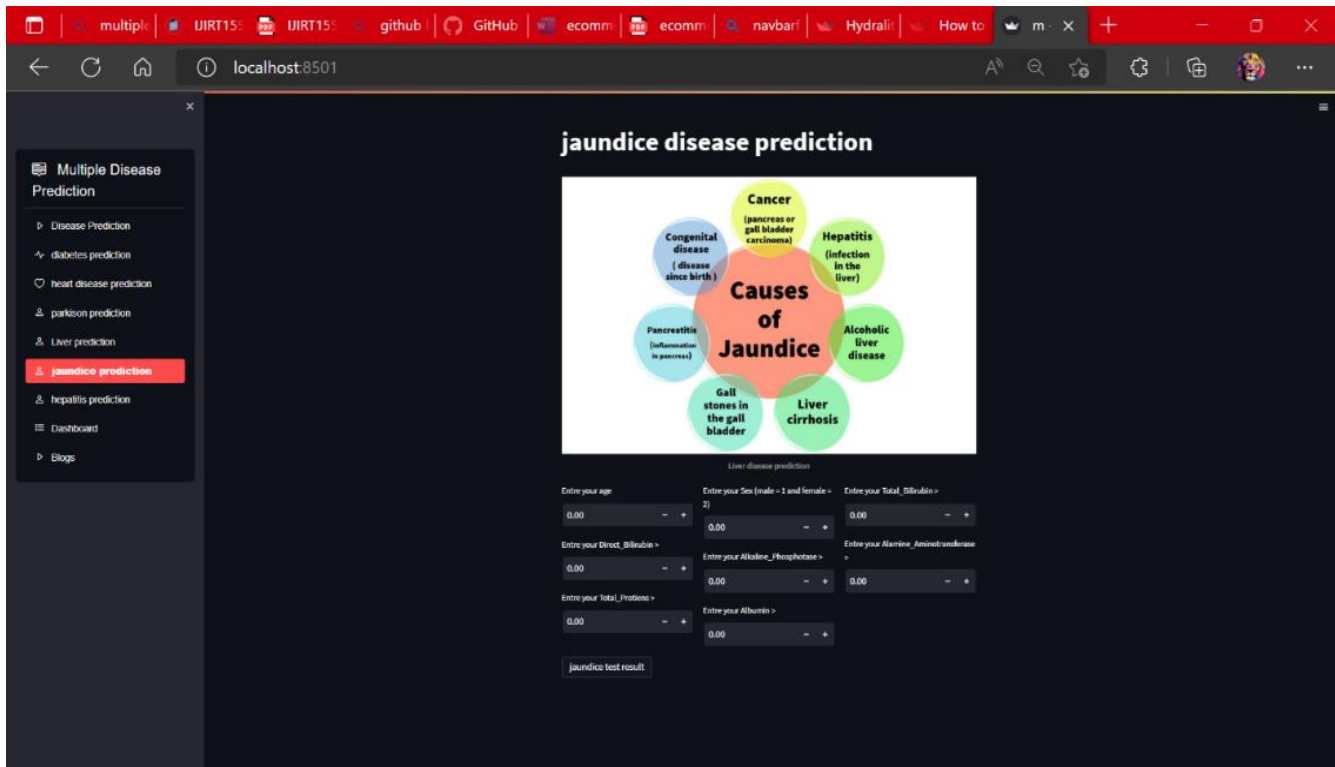 multiple
IJIRT155
IJIRT155
github
GitHub
ecomm
ecomm
navbarf
Hydralit
How to
m
localhost:8501
Multiple Disease
Prediction
Disease Prediction
diabetes prediction
heart disease prediction
parkison prediction
Liver prediction
jaundice prediction
hepatitis prediction
Dashboard
Blogs
jaundice disease prediction
Cancer
(pancreas or
gall bladder
carcinoma)
Congenital
disease
( disease
since birth )
Hepatitis
(infection
in the
liver)
Causes
of
Jaundice
Pancreatitis
(inflammation
in pancreas)
Alcoholic
liver
disease
Gall
stones in
the gall
bladder
Liver
cirrhosis
Liver disease prediction
Entre your age
0.00
Entre your Sex (male = 1 and female =
2)
0.00
Entre your Total_Bilirubin >
0.00
Entre your Direct_Bilirubin >
0.00
Entre your Alkaline_Phosphotase >
0.00
Entre your Alamine_Aminotransferase
>
0.00
Entre your Total_Protiens >
0.00
Entre your Albumin >
0.00
jaundice test result